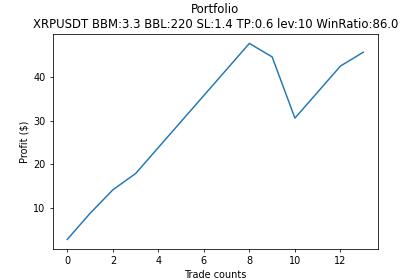 Portfolio
XRPUSDT BBM:3.3 BBL:220 SL:1.4 TP:0.6 lev:10 WinRatio:86.0
40
30
20
10
Profit ($)
0 2 4 6 8 10 12
Trade counts